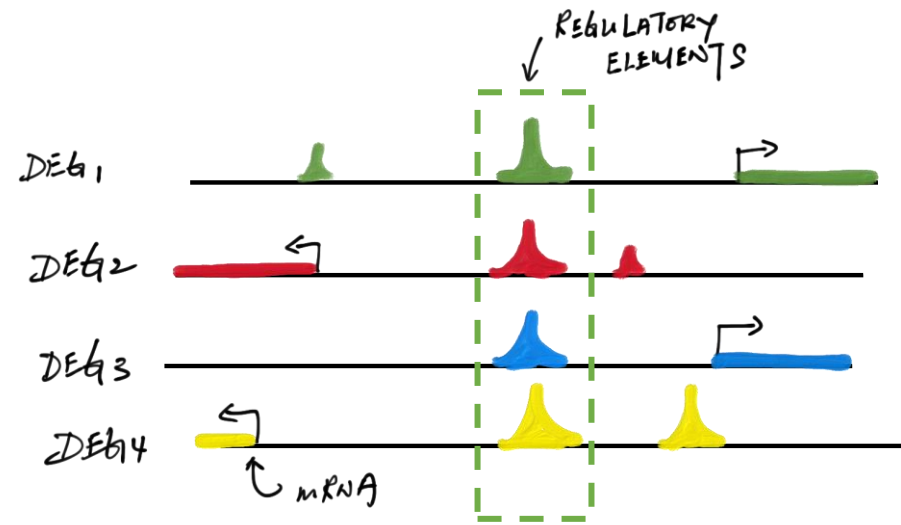 REGULATORY
ELEMENTS
DEG1
DEG2
DEG3
DEG4
mRNA